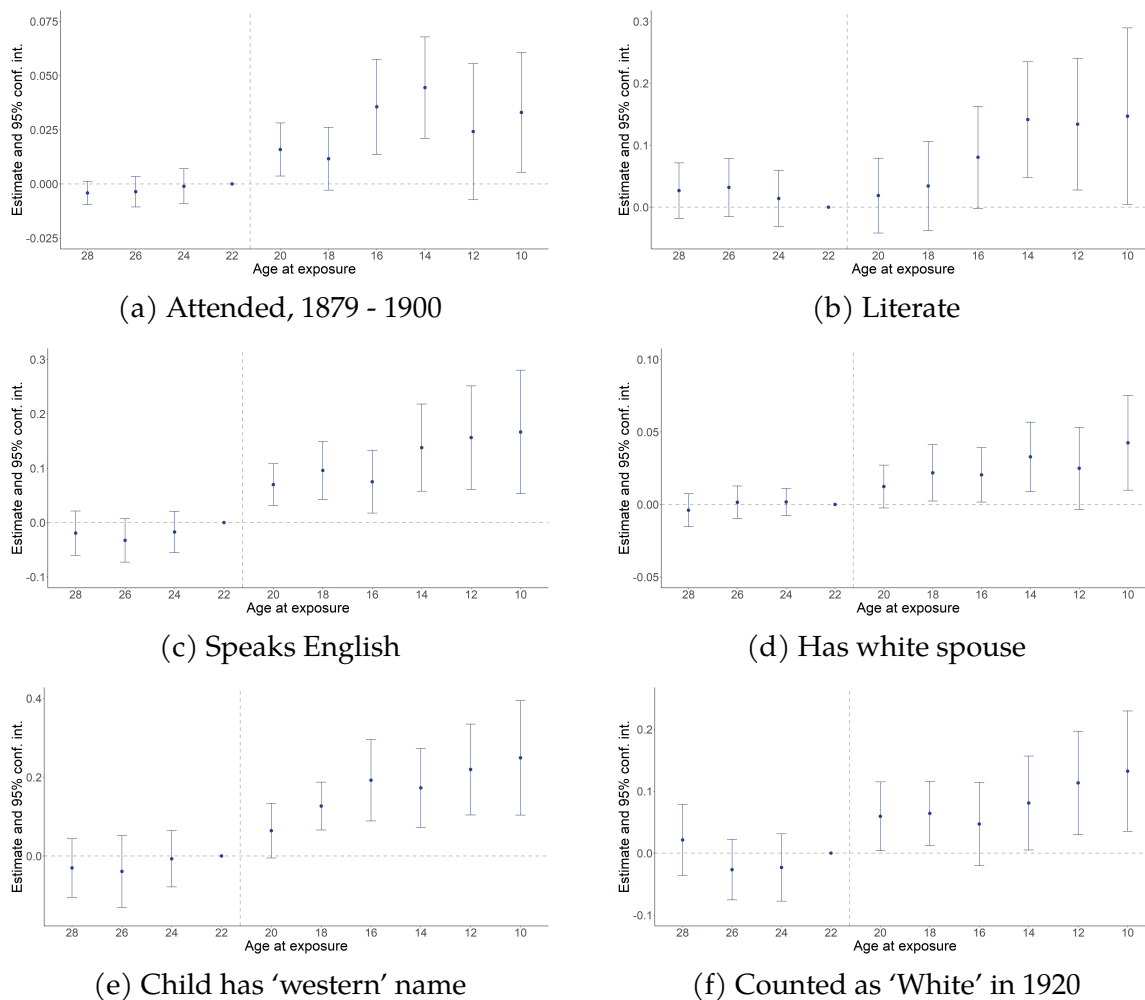 Estimate and 95% conf. int.
0.075
0.050
0.025
0.000
-0.025
28 26 24 22 20 18 16 14 12 10
Age at exposure
(a) Attended, 1879 - 1900
Estimate and 95% conf. int.
0.3
0.2
0.1
0.0
28 26 24 22 20 18 16 14 12 10
Age at exposure
(b) Literate
Estimate and 95% conf. int.
0.3
0.2
0.1
0.0
-0.1
28 26 24 22 20 18 16 14 12 10
Age at exposure
(c) Speaks English
Estimate and 95% conf. int.
0.10
0.05
0.00
-0.05
28 26 24 22 20 18 16 14 12 10
Age at exposure
(d) Has white spouse
Estimate and 95% conf. int.
0.4
0.2
0.0
28 26 24 22 20 18 16 14 12 10
Age at exposure
(e) Child has ‘western’ name
Estimate and 95% conf. int.
0.2
0.1
0.0
-0.1
28 26 24 22 20 18 16 14 12 10
Age at exposure
(f) Counted as ‘White’ in 1920